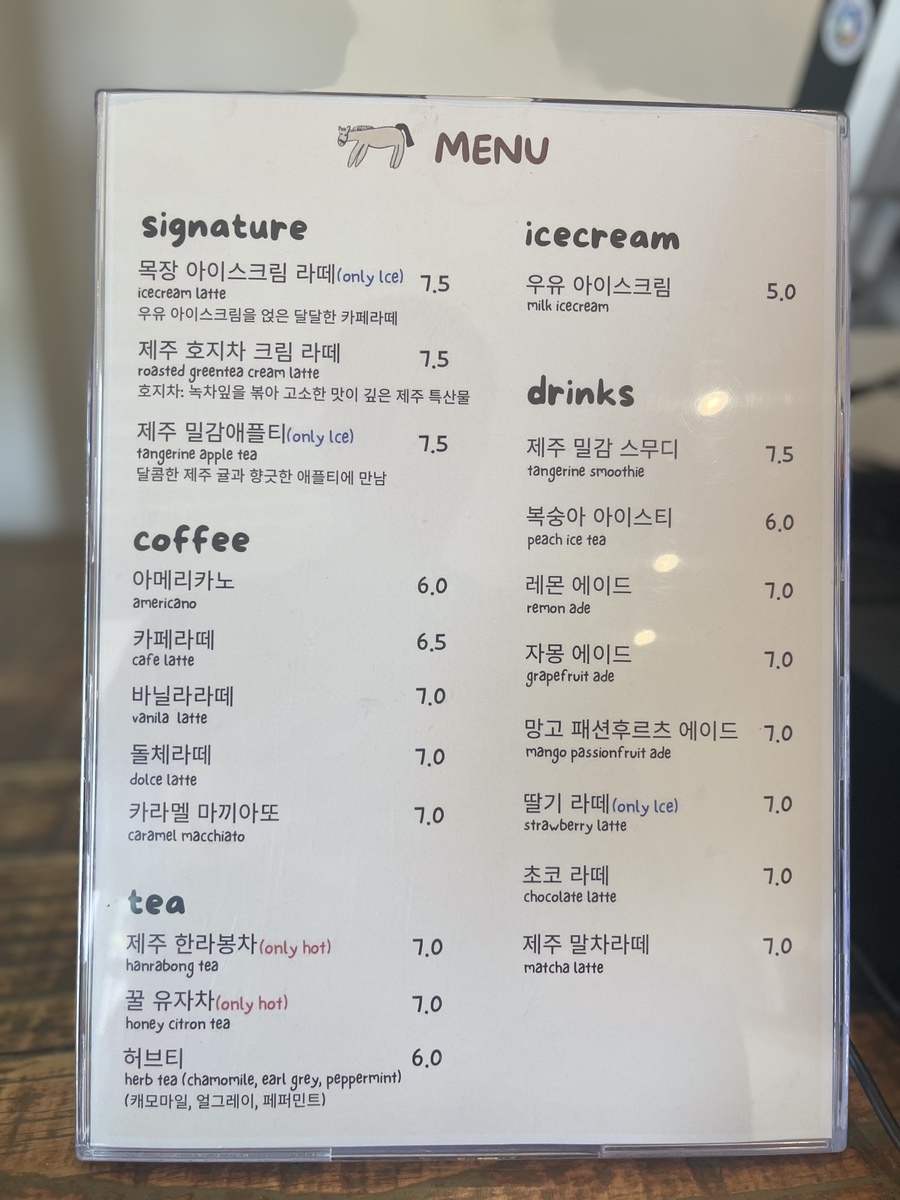 MENU
signature
목장 아이스크림 라떼(only Ice) 7.5
icecream latte
우유 아이스크림을 얹은 달달한 카페라떼
제주 호지차 크림 라떼 7.5
roasted greentea cream latte
호지차: 녹차잎을 볶아 고소한 맛이 깊은 제주 특산물
제주 밀감애플티(only Ice) 7.5
tangerine apple tea
달콤한 제주 귤과 향긋한 애플티에 만남
coffee
아메리카노 6.0
americano
카페라떼 6.5
cafe latte
바닐라라떼 7.0
vanila latte
돌체라떼 7.0
dolce latte
카라멜 마끼아또 7.0
caramel macchiato
tea
제주 한라봉차(only hot) 7.0
hanrabong tea
꿀 유자차(only hot) 7.0
honey citron tea
허브티 6.0
herb tea (chamomile, earl grey, peppermint)
(캐모마일, 얼그레이, 페퍼민트)
icecream
우유 아이스크림 5.0
milk icecream
drinks
제주 밀감 스무디 7.5
tangerine smoothie
복숭아 아이스티 6.0
peach ice tea
레몬 에이드 7.0
remon ade
자몽 에이드 7.0
grapefruit ade
망고 패션후르츠 에이드 7.0
mango passionfruit ade
딸기 라떼(only Ice) 7.0
strawberry latte
초코 라떼 7.0
chocolate latte
제주 말차라떼 7.0
matcha latte